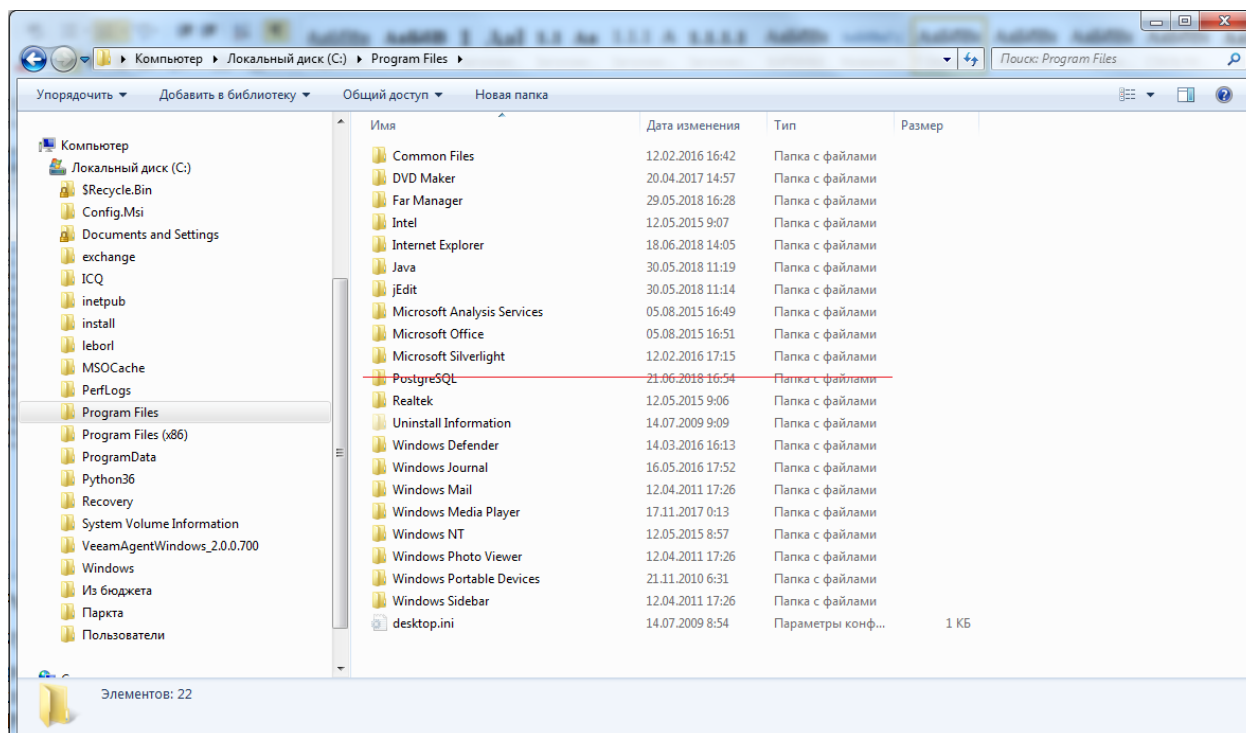 Компьютер Локальный диск (C:) Program Files
Поиск: Program Files
Упорядочить Добавить в библиотеку Общий доступ Новая папка
Компьютер
Локальный диск (C:)
$Recycle.Bin
Config.Msi
Documents and Settings
exchange
ICQ
inetpub
install
leborl
MSOCache
PerfLogs
Program Files
Program Files (x86)
ProgramData
Python36
Recovery
System Volume Information
VeeamAgentWindows_2.0.0.700
Windows
Из бюджета
Паркта
Пользователи
Имя Дата изменения Тип Размер
Common Files 12.02.2016 16:42 Папка с файлами
DVD Maker 20.04.2017 14:57 Папка с файлами
Far Manager 29.05.2018 16:28 Папка с файлами
Intel 12.05.2015 9:07 Папка с файлами
Internet Explorer 18.06.2018 14:05 Папка с файлами
Java 30.05.2018 11:19 Папка с файлами
jEdit 30.05.2018 11:14 Папка с файлами
Microsoft Analysis Services 05.08.2015 16:49 Папка с файлами
Microsoft Office 05.08.2015 16:51 Папка с файлами
Microsoft Silverlight 12.02.2016 17:15 Папка с файлами
PostgreSQL 21.06.2018 16:54 Папка с файлами
Realtek 12.05.2015 9:06 Папка с файлами
Uninstall Information 14.07.2009 9:09 Папка с файлами
Windows Defender 14.03.2016 16:13 Папка с файлами
Windows Journal 16.05.2016 17:52 Папка с файлами
Windows Mail 12.04.2011 17:26 Папка с файлами
Windows Media Player 17.11.2017 0:13 Папка с файлами
Windows NT 12.05.2015 8:57 Папка с файлами
Windows Photo Viewer 12.04.2011 17:26 Папка с файлами
Windows Portable Devices 21.11.2010 6:31 Папка с файлами
Windows Sidebar 12.04.2011 17:26 Папка с файлами
desktop.ini 14.07.2009 8:54 Параметры конф... 1 КБ
Элементов: 22